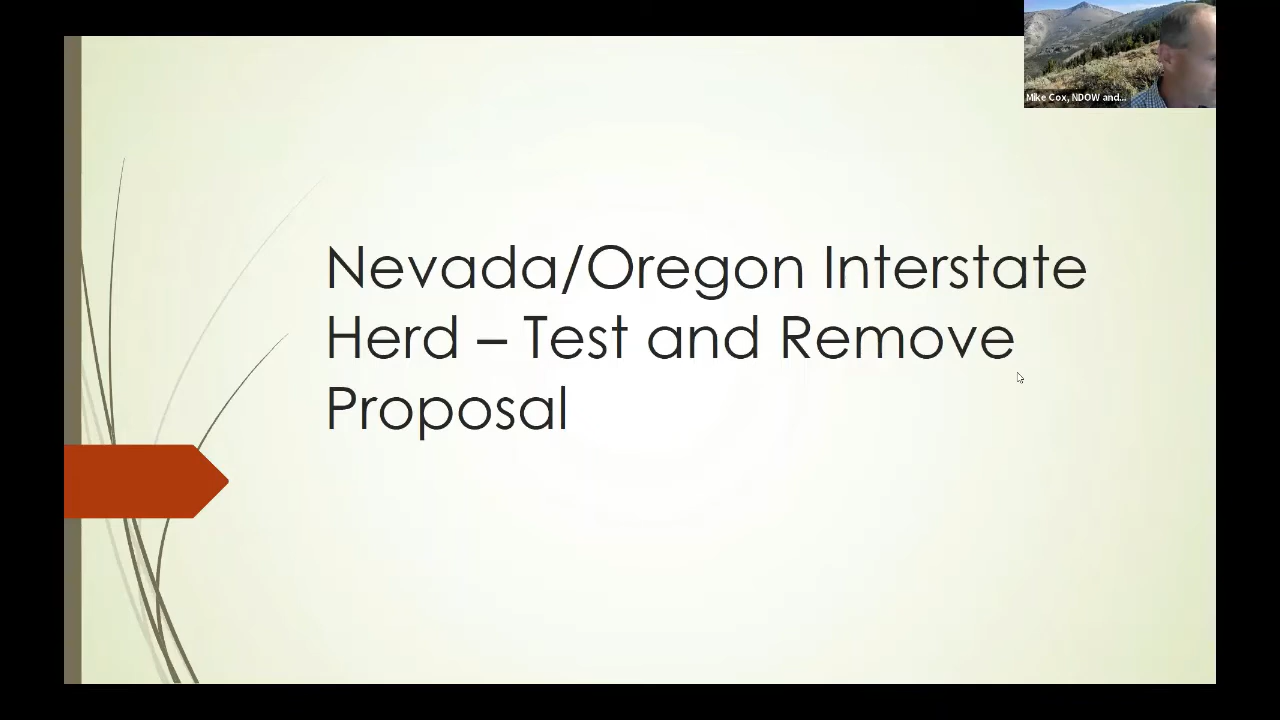 Mike Cox, NDOW and...
Nevada/Oregon Interstate
Herd – Test and Remove
Proposal